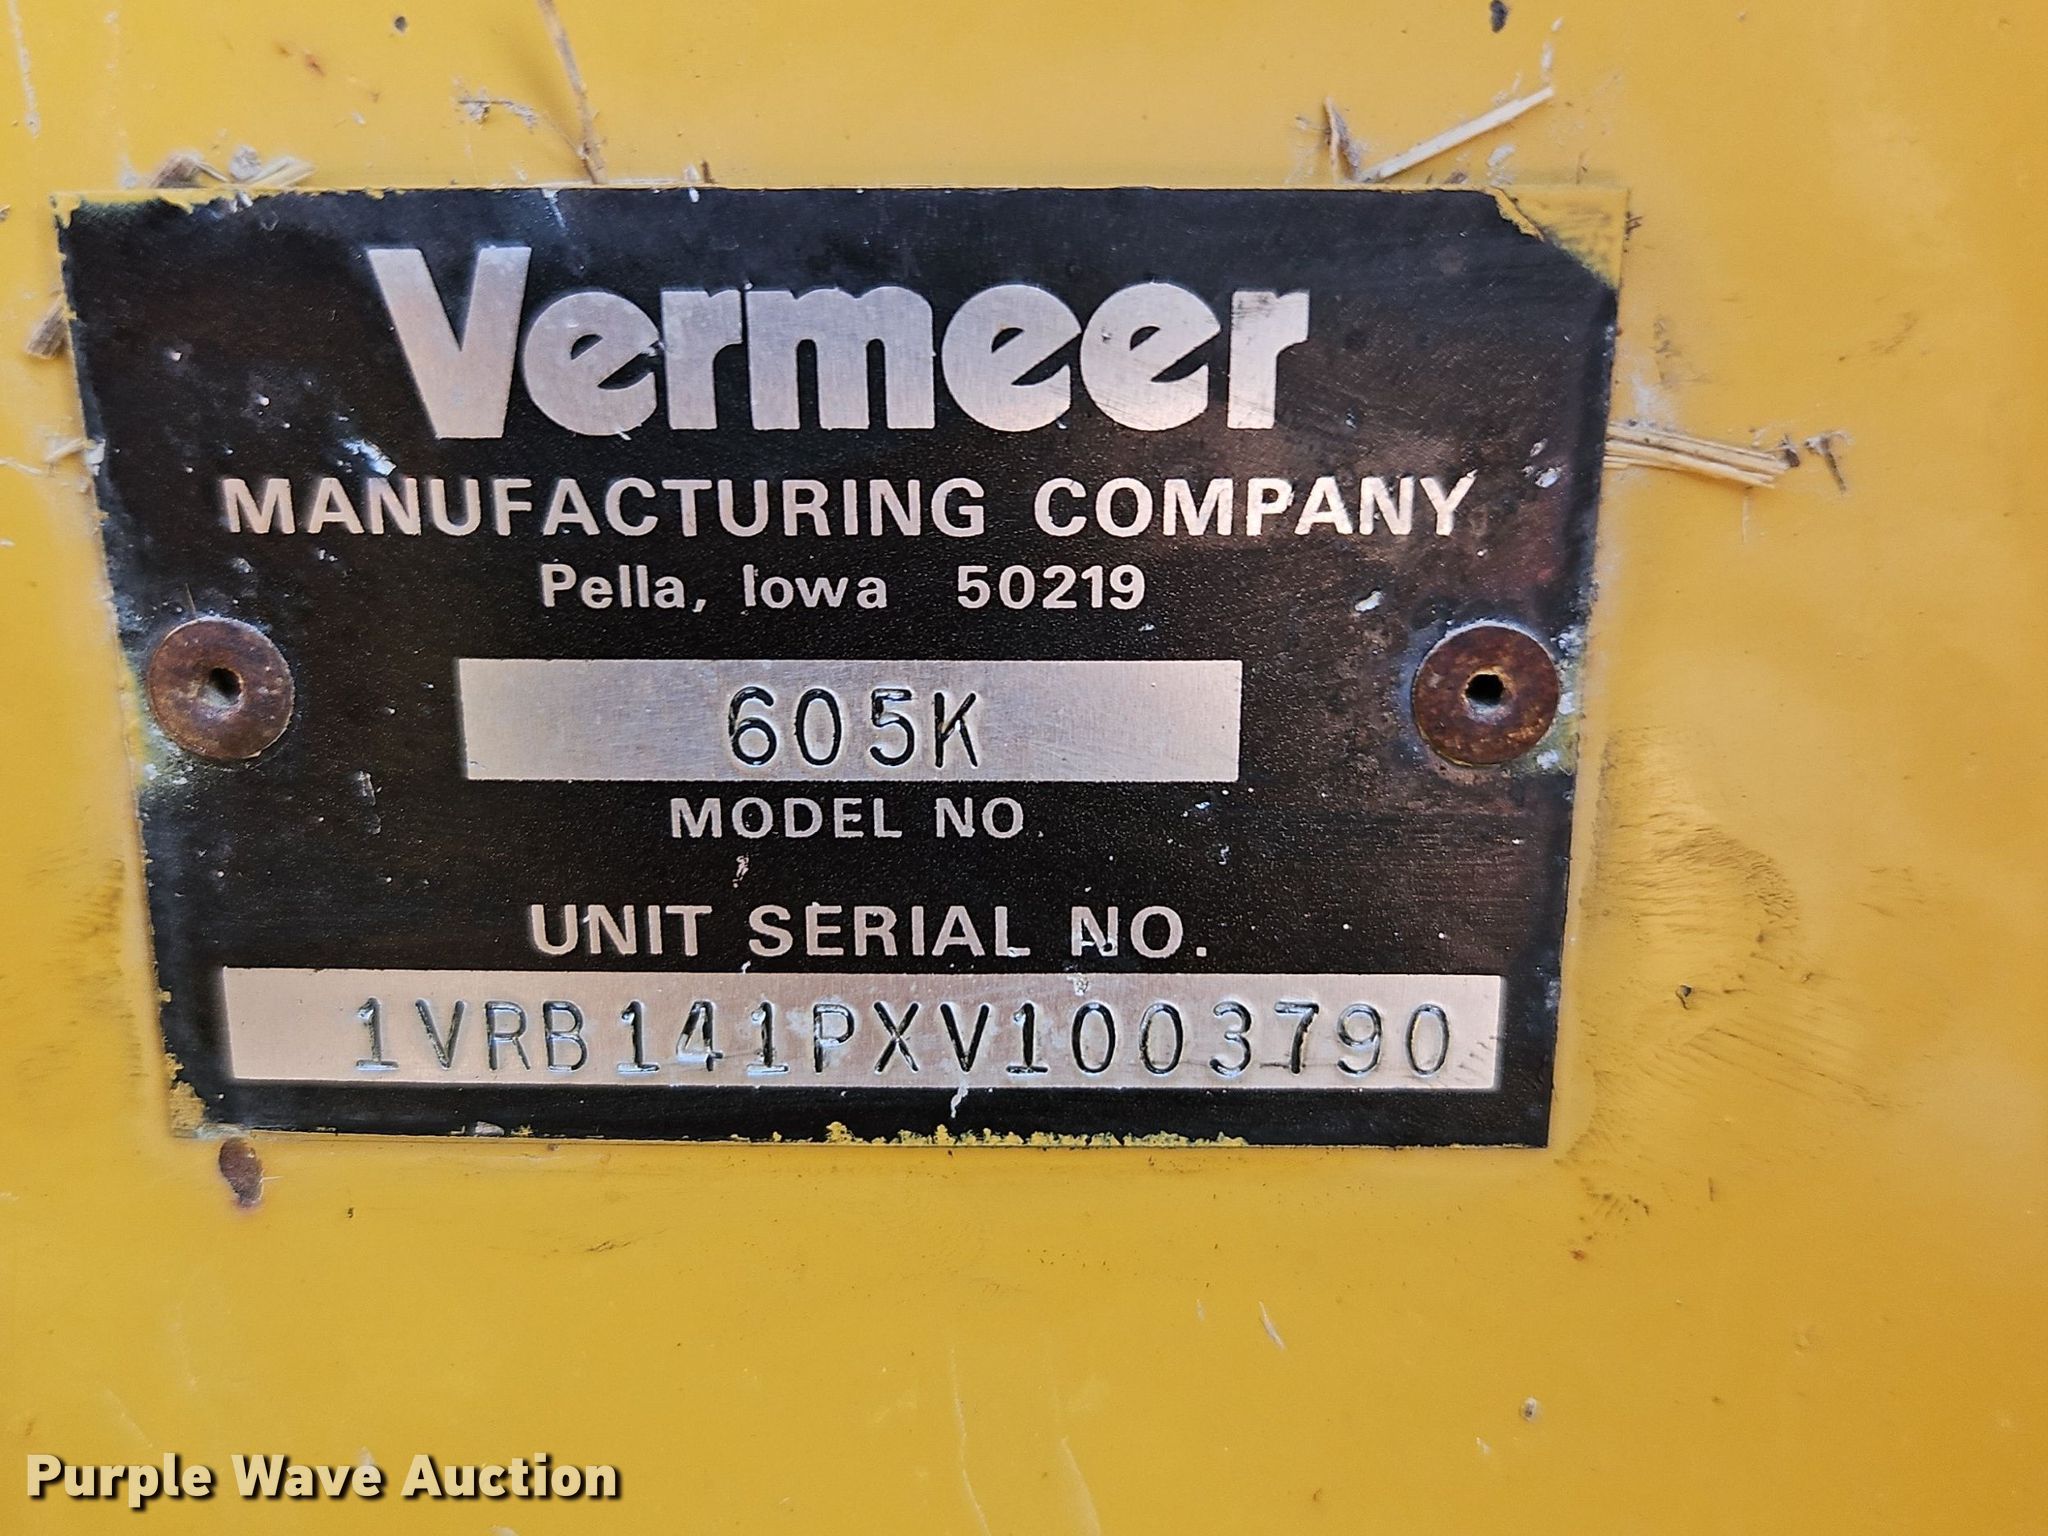 Vermeer
MANUFACTURING COMPANY
Pella, Iowa 50219
605K
MODEL NO.
UNIT SERIAL NO.
1VRB141PXV1003790
Purple Wave Auction